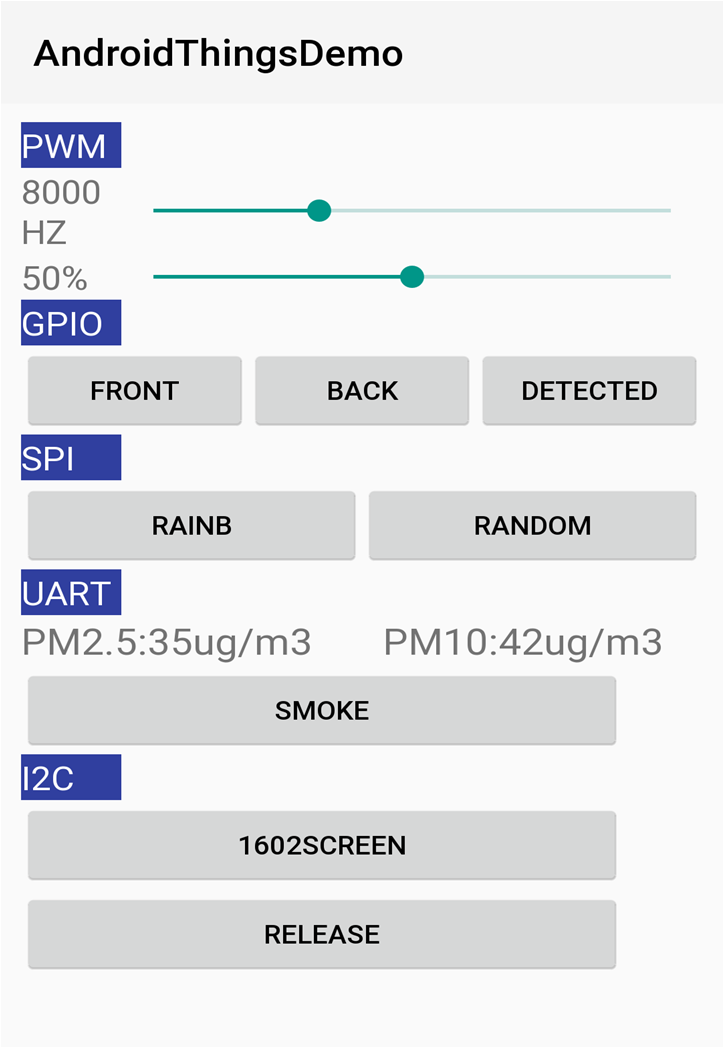 AndroidThingsDemo
PWM
8000
HZ
50%
GPIO
FRONT BACK DETECTED
SPI
RAINB RANDOM
UART
PM2.5:35ug/m3 PM10:42ug/m3
SMOKE
I2C
1602SCREEN
RELEASE